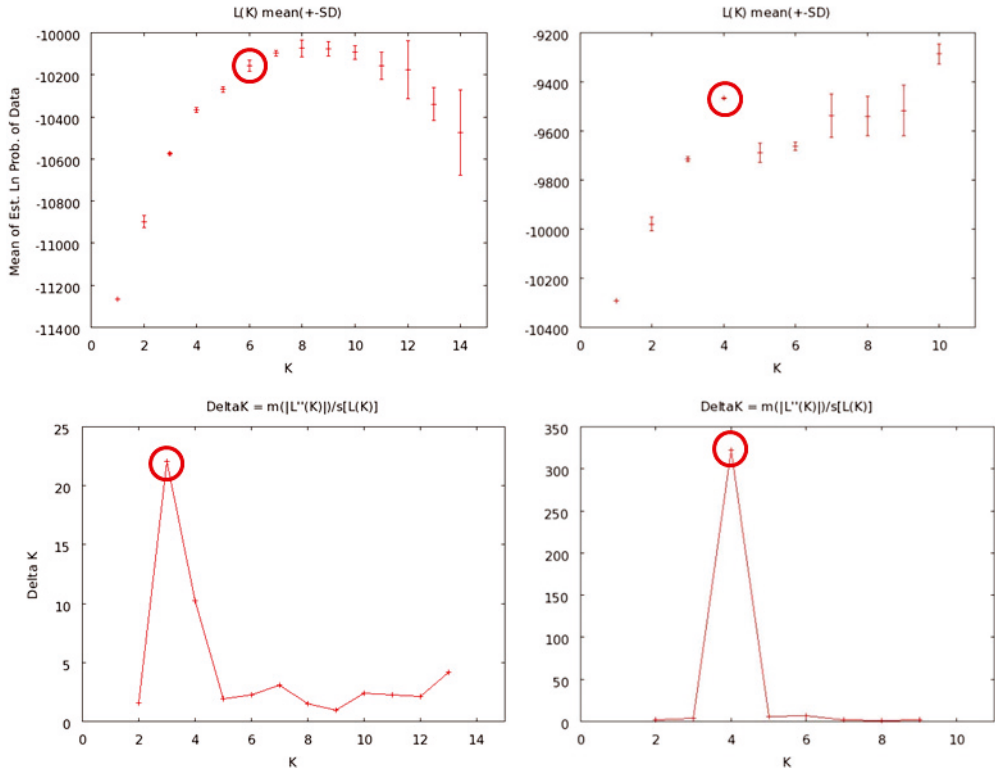 L(K) mean(+-SD)
Mean of Est. Ln Prob. of Data
-10000
-10200
-10400
-10600
-10800
-11000
-11200
-11400
0 2 4 6 8 10 12 14
K
L(K) mean(+-SD)
-9200
-9400
-9600
-9800
-10000
-10200
-10400
0 2 4 6 8 10
K
DeltaK = m(|L''(K)|)/s[L(K)]
Delta K
25
20
15
10
5
0
0 2 4 6 8 10 12 14
K
DeltaK = m(|L''(K)|)/s[L(K)]
350
300
250
200
150
100
50
0
0 2 4 6 8 10
K